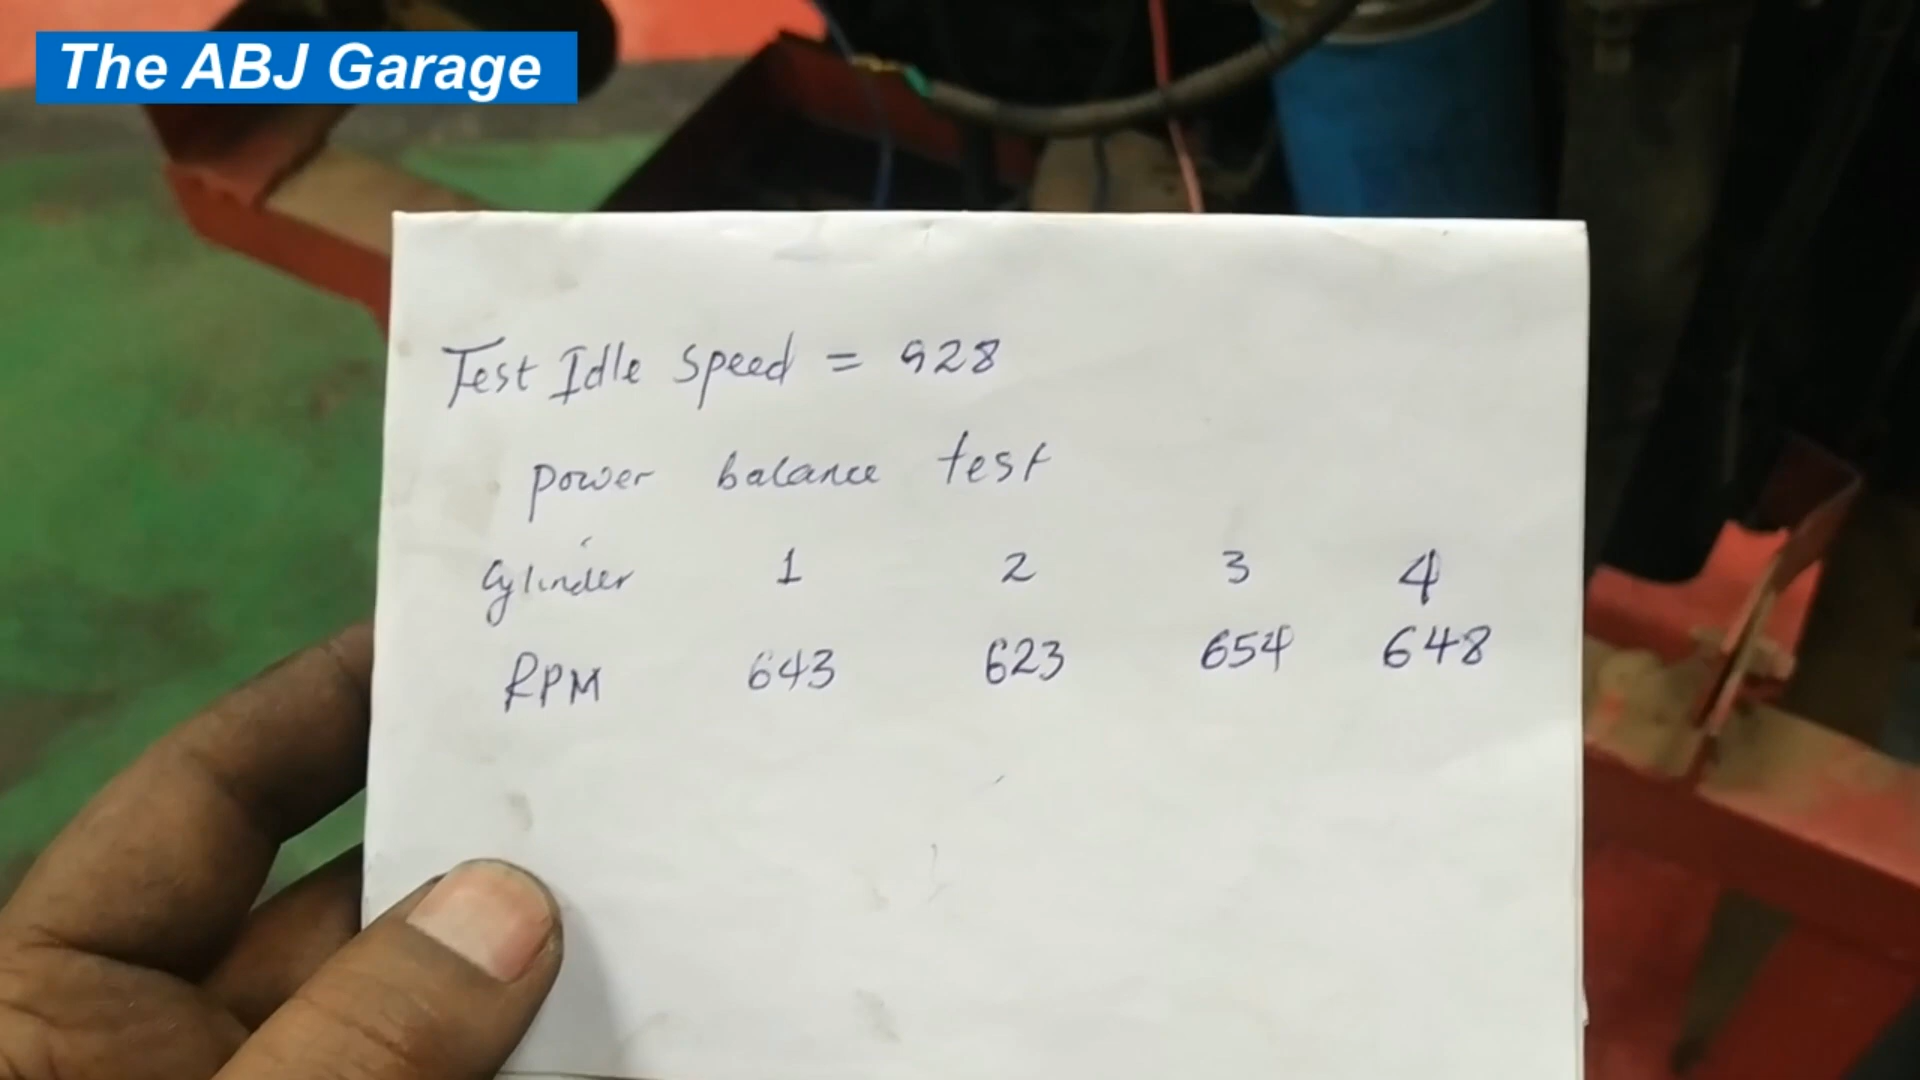 The ABJ Garage
Test Idle Speed = 928
power balance test
Cylinder 1 2 3 4
RPM 643 623 654 648